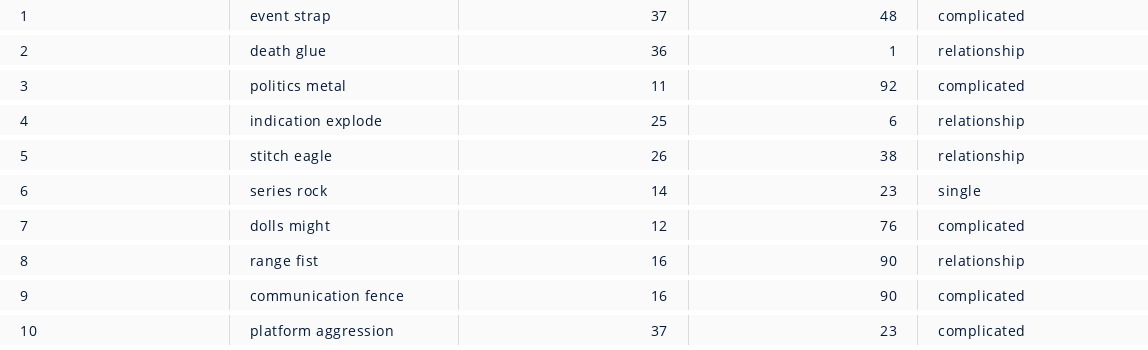 1 event strap 37 48 complicated
2 death glue 36 1 relationship
3 politics metal 11 92 complicated
4 indication explode 25 6 relationship
5 stitch eagle 26 38 relationship
6 series rock 14 23 single
7 dolls might 12 76 complicated
8 range fist 16 90 relationship
9 communication fence 16 90 complicated
10 platform aggression 37 23 complicated